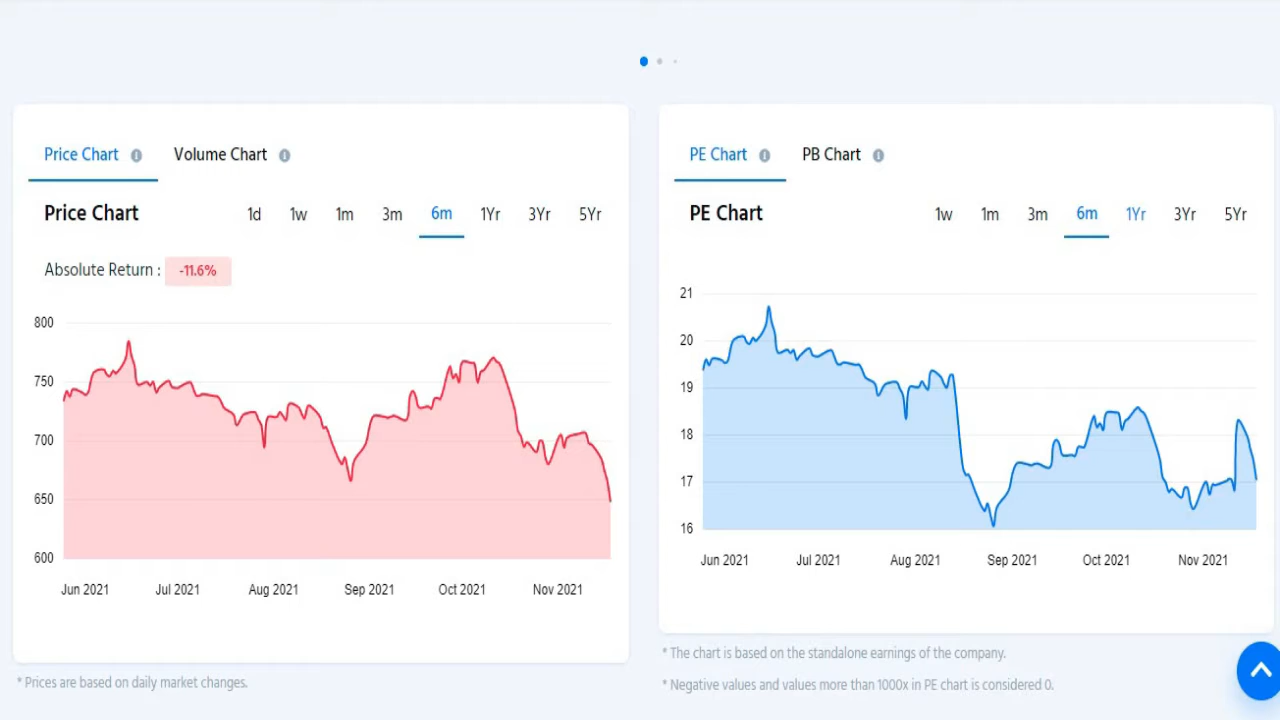 Price Chart Volume Chart
Price Chart 1d 1w 1m 3m 6m 1Yr 3Yr 5Yr
Absolute Return : -11.6%
800
750
700
650
600
Jun 2021 Jul 2021 Aug 2021 Sep 2021 Oct 2021 Nov 2021
* Prices are based on daily market changes.
PE Chart PB Chart
PE Chart 1w 1m 3m 6m 1Yr 3Yr 5Yr
21
20
19
18
17
16
Jun 2021 Jul 2021 Aug 2021 Sep 2021 Oct 2021 Nov 2021
* The chart is based on the standalone earnings of the company.
* Negative values and values more than 1000x in PE chart is considered 0.